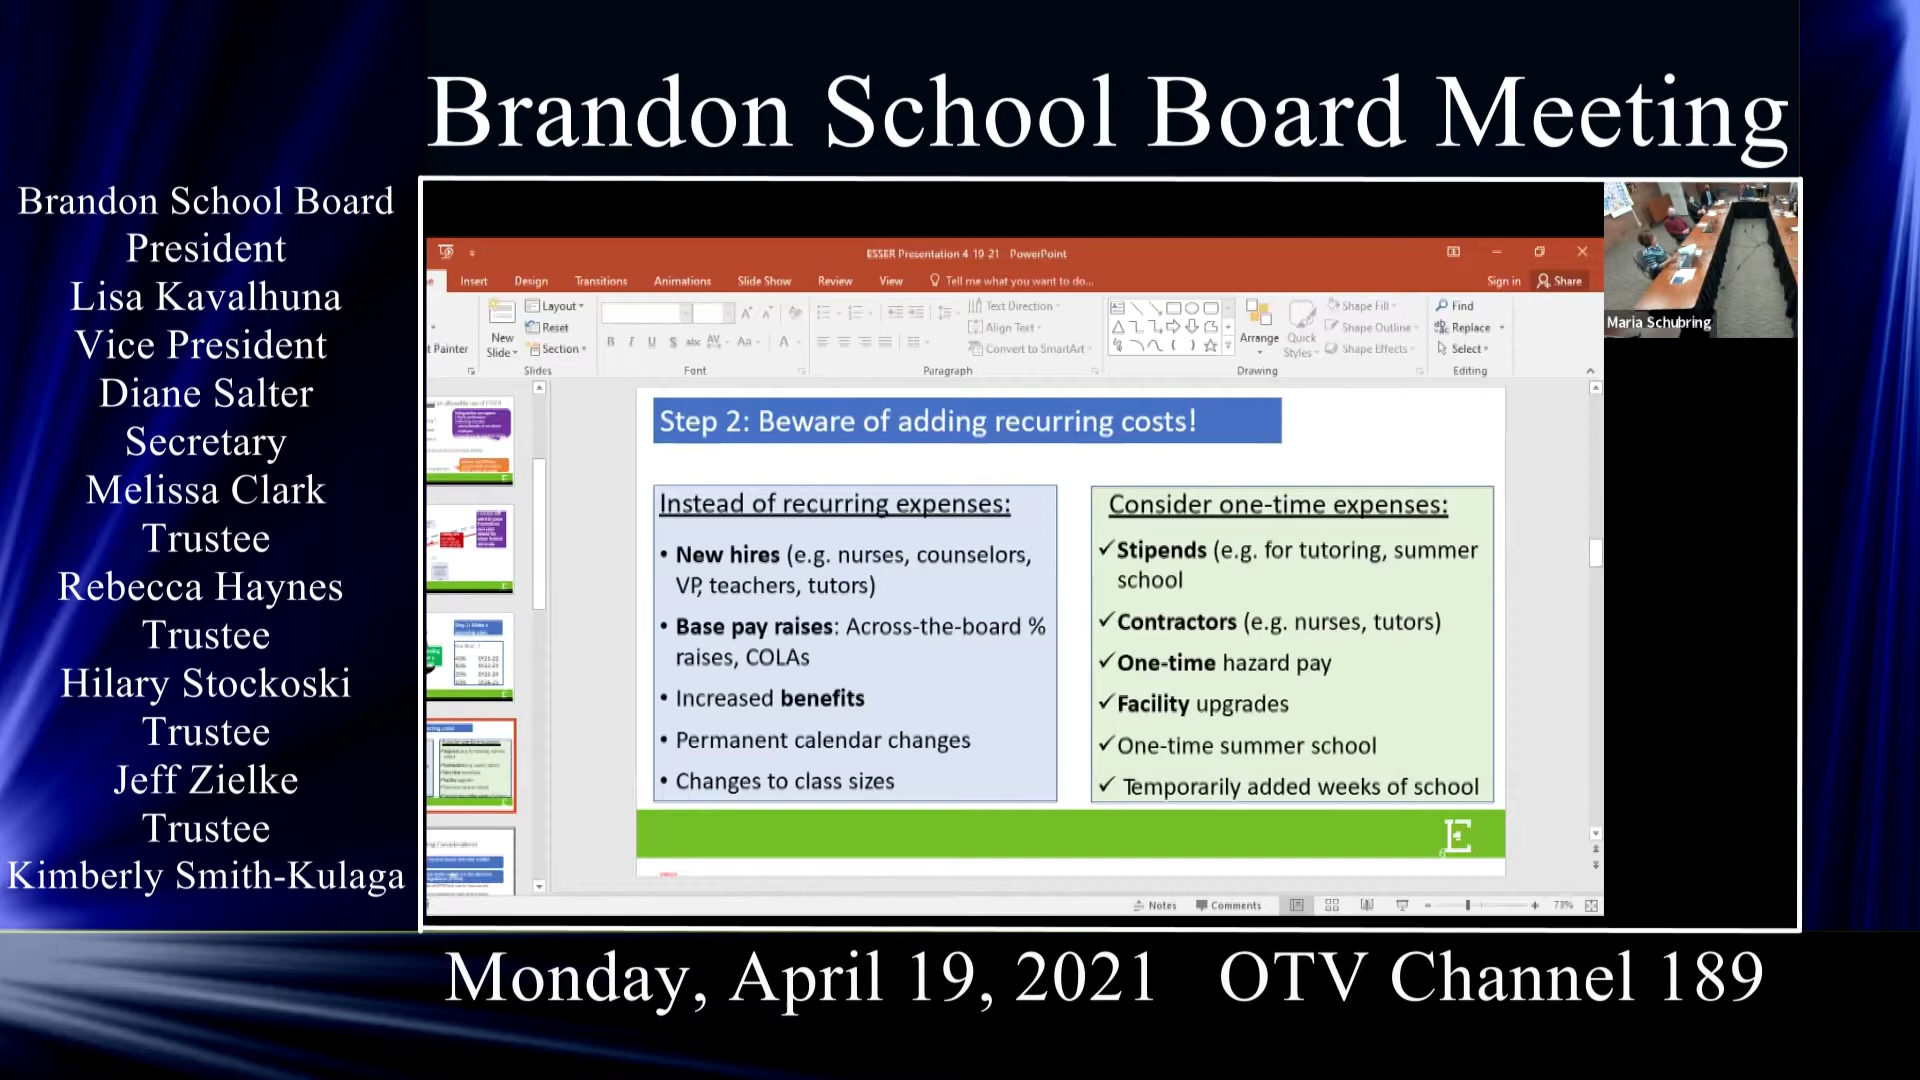 Brandon School Board Meeting
Brandon School Board
President
Lisa Kavalhuna
Vice President
Diane Salter
Secretary
Melissa Clark
Trustee
Rebecca Haynes
Trustee
Hilary Stockoski
Trustee
Jeff Zielke
Trustee
Kimberly Smith-Kulaga
ESSER Presentation 4 19 21 PowerPoint
Insert Design Transitions Animations Slide Show Review View Tell me what you want to do... Sign in Share
t Painter
New
Slide
Layout
Reset
Section
Slides
B I U S abc AV Aa A
Font
Text Direction
Align Text
Convert to SmartArt
Paragraph
Arrange
Quick
Styles
Shape Fill
Shape Outline
Shape Effects
Drawing
Find
Replace
Select
Editing
Maria Schubring
Step 2: Beware of adding recurring costs!
Instead of recurring expenses:
• New hires (e.g. nurses, counselors,
VP, teachers, tutors)
• Base pay raises: Across-the-board %
raises, COLAs
• Increased benefits
• Permanent calendar changes
• Changes to class sizes
Consider one-time expenses:
✓Stipends (e.g. for tutoring, summer
school
✓Contractors (e.g. nurses, tutors)
✓One-time hazard pay
✓Facility upgrades
✓One-time summer school
✓ Temporarily added weeks of school
E
Notes Comments 73%
Monday, April 19, 2021 OTV Channel 189